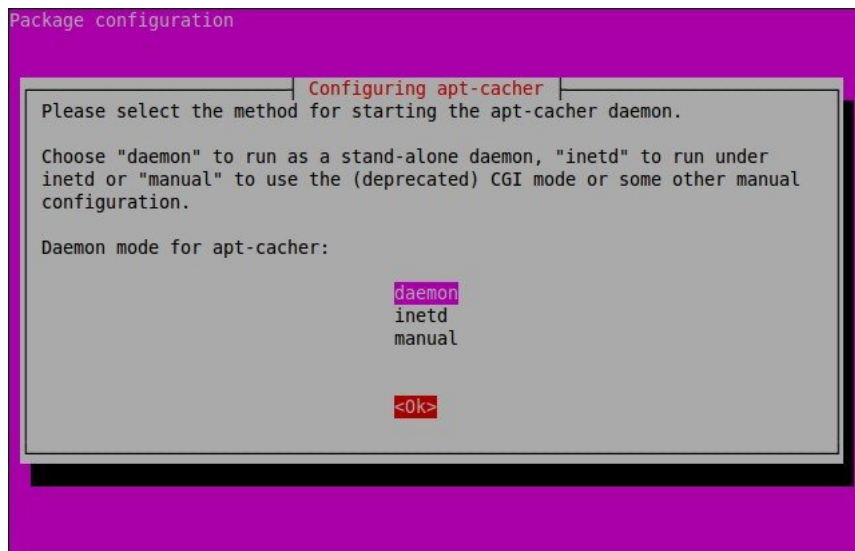 Package configuration
Configuring apt-cacher
Please select the method for starting the apt-cacher daemon.
Choose "daemon" to run as a stand-alone daemon, "inetd" to run under
inetd or "manual" to use the (deprecated) CGI mode or some other manual
configuration.
Daemon mode for apt-cacher:
daemon
inetd
manual
<Ok>